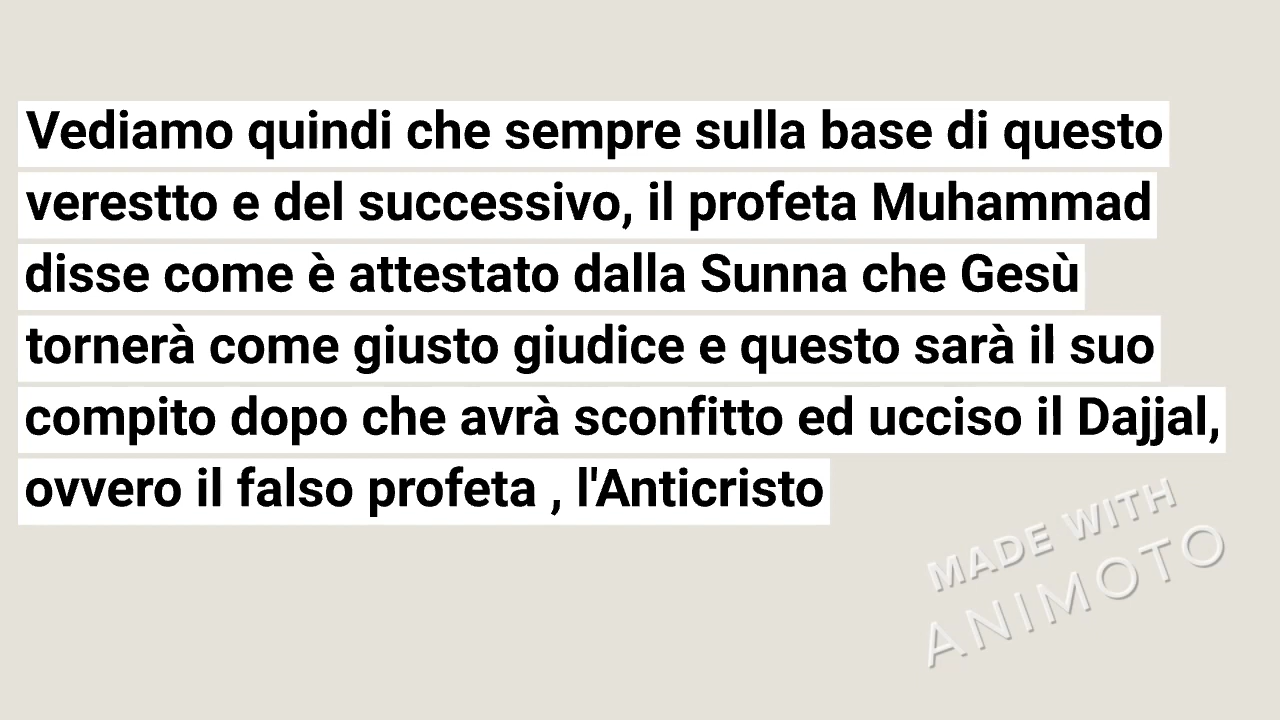 Vediamo quindi che sempre sulla base di questo
verestto e del successivo, il profeta Muhammad
disse come è attestato dalla Sunna che Gesù
tornerà come giusto giudice e questo sarà il suo
compito dopo che avrà sconfitto ed ucciso il Dajjal,
ovvero il falso profeta , l'Anticristo
MADE WITH
ANIMOTO